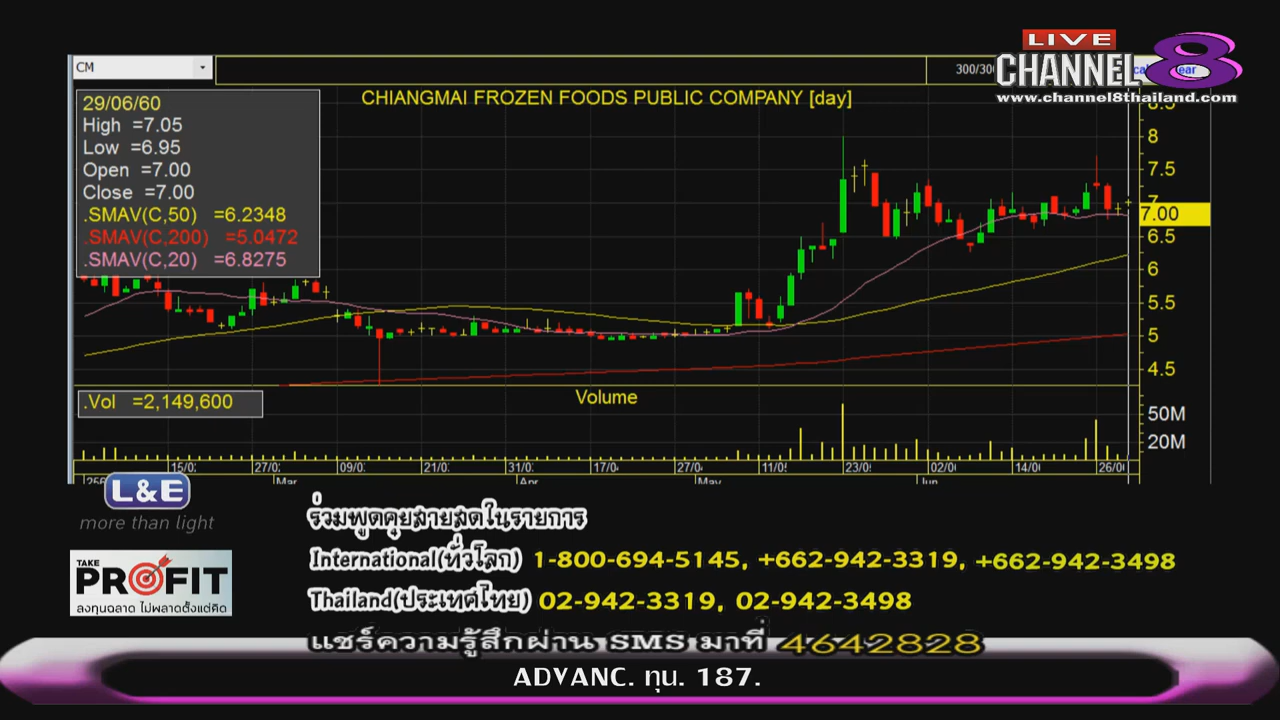 LIVE
CHANNEL 8
www.channel8thailand.com
CM
CHIANGMAI FROZEN FOODS PUBLIC COMPANY [day]
29/06/60
High =7.05
Low =6.95
Open =7.00
Close =7.00
.SMAV(C,50) =6.2348
.SMAV(C,200) =5.0472
.SMAV(C,20) =6.8275
8
7.5
7
7.00
6.5
6
5.5
5
4.5
.Vol =2,149,600
Volume
50M
20M
15/0 27/0 09/0 21/0 31/0 17/0 27/0 11/0 23/0 02/0 14/0 26/0
Mar Apr May Jun
L&E
more than light
TAKE
PROFIT
ลงทุนฉลาด ไม่พลาดตั้งแต่คิด
ร่วมพูดคุยสายสดในรายการ
International(ทั่วโลก) 1-800-694-5145, +662-942-3319, +662-942-3498
Thailand(ประเทศไทย) 02-942-3319, 02-942-3498
แชร์ความรู้สึกผ่าน SMS มาที่ 4642828
ADVANC. ทุน. 187.